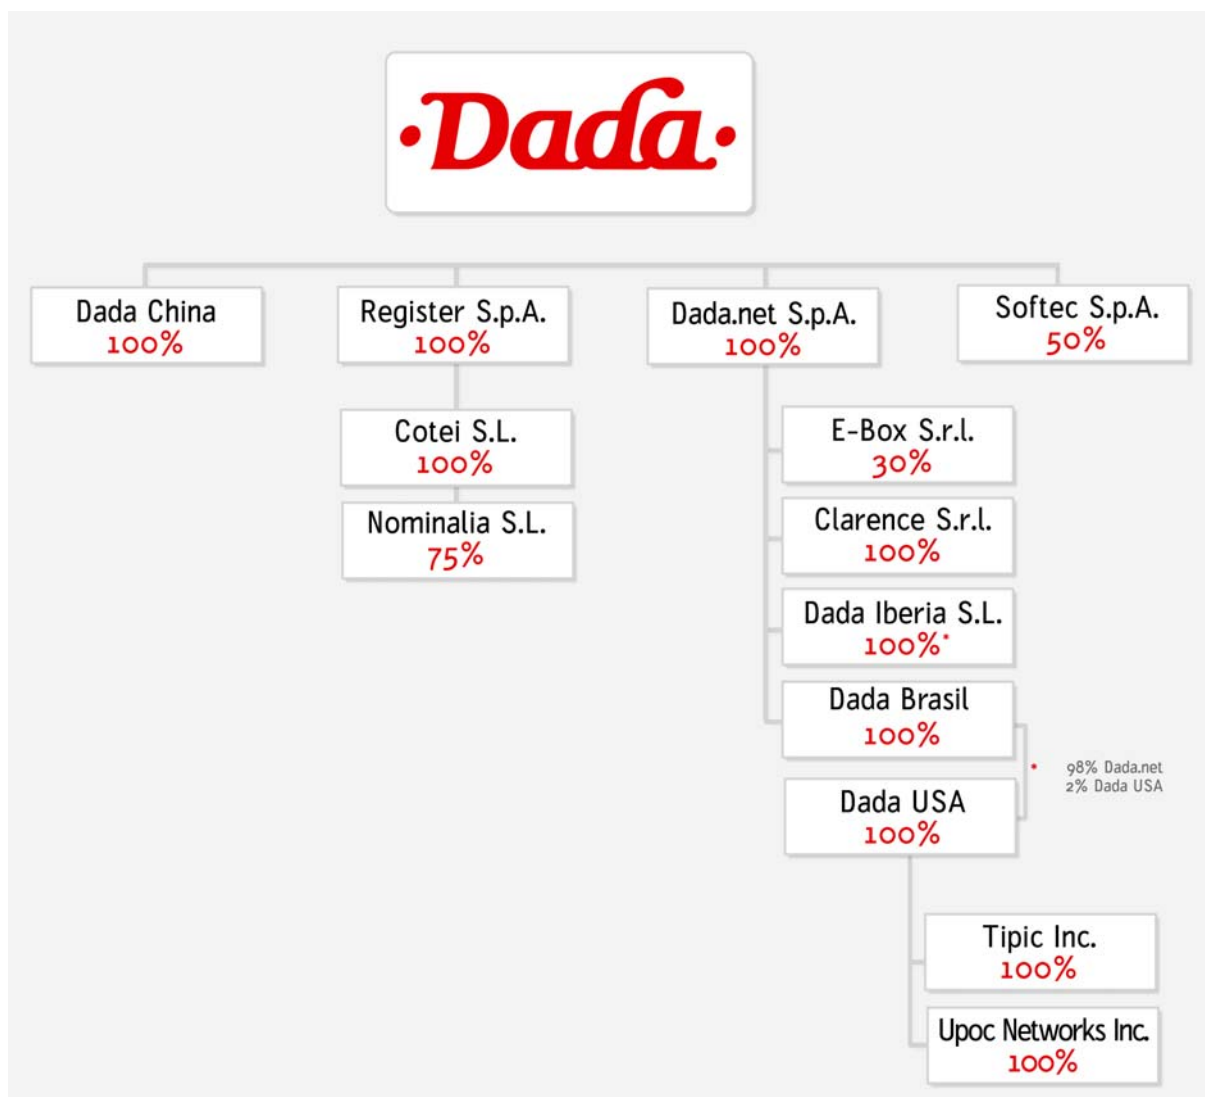 ·Dada·
Dada China
100%
Register S.p.A.
100%
Dada.net S.p.A.
100%
Softec S.p.A.
50%
Cotei S.L.
100%
Nominalia S.L.
75%
E-Box S.r.l.
30%
Clarence S.r.l.
100%
Dada Iberia S.L.
100%*
Dada Brasil
100%
Dada USA
100%
* 98% Dada.net
2% Dada USA
Tipic Inc.
100%
Upoc Networks Inc.
100%